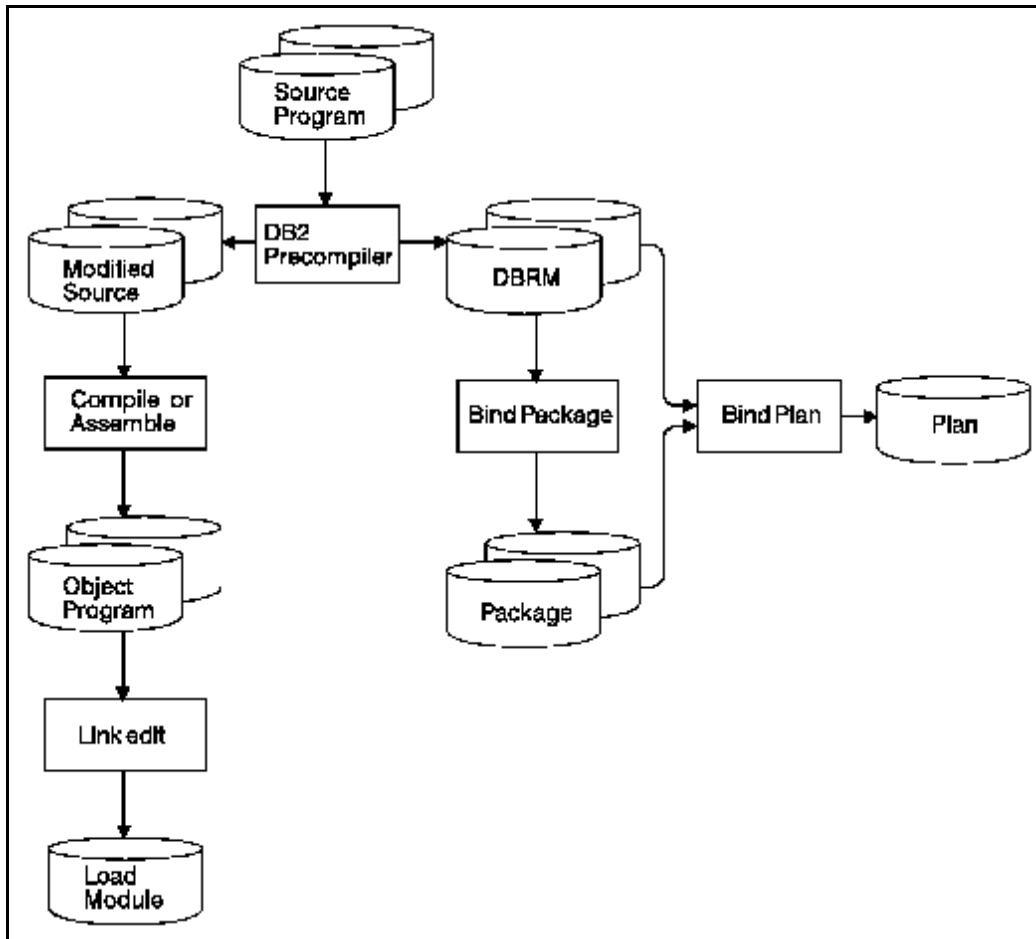 Source
Program
DB2
Precompiler
Modified
Source
DBRM
Compile or
Assemble
Bind Package
Bind Plan
Plan
Object
Program
Package
Link edit
Load
Module